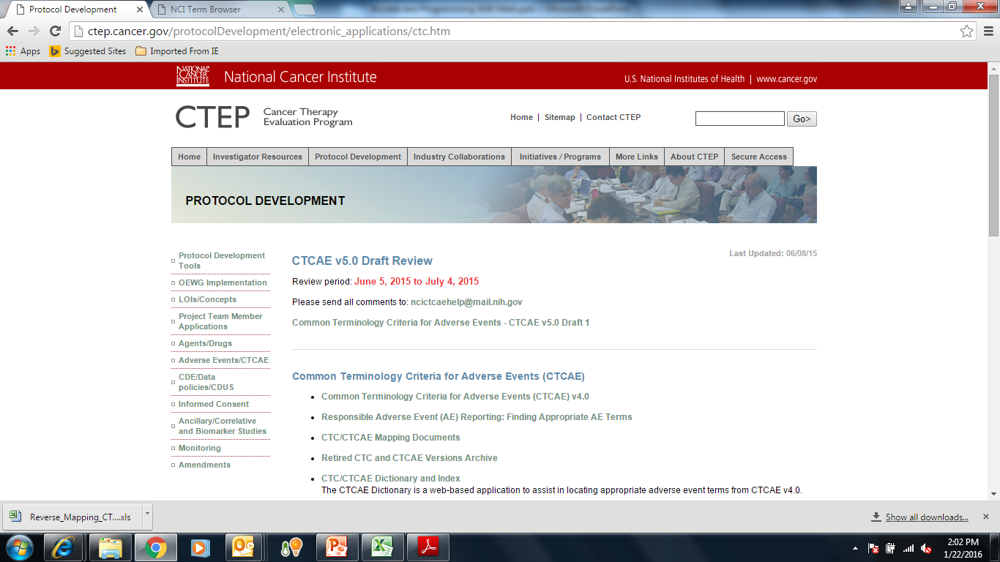 Protocol Development
NCI Term Browser
ctep.cancer.gov/protocolDevelopment/electronic_applications/ctc.htm
Apps
Suggested Sites
Imported From IE
NATIONAL CANCER INSTITUTE
National Cancer Institute
U.S. National Institutes of Health | www.cancer.gov
CTEP
Cancer Therapy
Evaluation Program
Home | Sitemap | Contact CTEP
Go>
Home
Investigator Resources
Protocol Development
Industry Collaborations
Initiatives / Programs
More Links
About CTEP
Secure Access
PROTOCOL DEVELOPMENT
Protocol Development
Tools
OEWG Implementation
LOIs/Concepts
Project Team Member
Applications
Agents/Drugs
Adverse Events/CTCAE
CDE/Data
policies/CDUS
Informed Consent
Ancillary/Correlative
and Biomarker Studies
Monitoring
Amendments
Last Updated: 06/08/15
CTCAE v5.0 Draft Review
Review period: June 5, 2015 to July 4, 2015
Please send all comments to: ncictcaehelp@mail.nih.gov
Common Terminology Criteria for Adverse Events - CTCAE v5.0 Draft 1
Common Terminology Criteria for Adverse Events (CTCAE)
Common Terminology Criteria for Adverse Events (CTCAE) v4.0
Responsible Adverse Event (AE) Reporting: Finding Appropriate AE Terms
CTC/CTCAE Mapping Documents
Retired CTC and CTCAE Versions Archive
CTC/CTCAE Dictionary and Index
The CTCAE Dictionary is a web-based application to assist in locating appropriate adverse event terms from CTCAE v4.0.
Reverse_Mapping_CT....xls
Show all downloads...
2:02 PM
1/22/2016